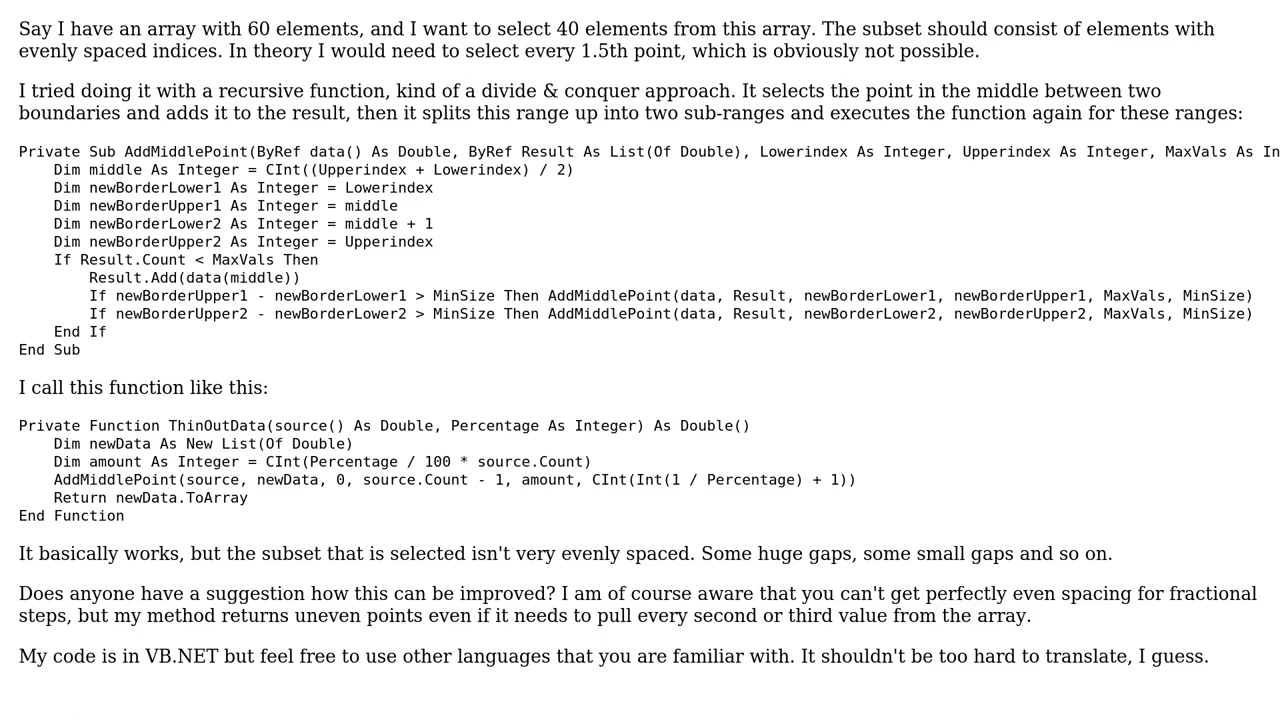 Say I have an array with 60 elements, and I want to select 40 elements from this array. The subset should consist of elements with
evenly spaced indices. In theory I would need to select every 1.5th point, which is obviously not possible.
I tried doing it with a recursive function, kind of a divide & conquer approach. It selects the point in the middle between two
boundaries and adds it to the result, then it splits this range up into two sub-ranges and executes the function again for these ranges:
Private Sub AddMiddlePoint(ByRef data() As Double, ByRef Result As List(Of Double), Lowerindex As Integer, Upperindex As Integer, MaxVals As In
    Dim middle As Integer = CInt((Upperindex + Lowerindex) / 2)
    Dim newBorderLower1 As Integer = Lowerindex
    Dim newBorderUpper1 As Integer = middle
    Dim newBorderLower2 As Integer = middle + 1
    Dim newBorderUpper2 As Integer = Upperindex
    If Result.Count < MaxVals Then
        Result.Add(data(middle))
        If newBorderUpper1 - newBorderLower1 > MinSize Then AddMiddlePoint(data, Result, newBorderLower1, newBorderUpper1, MaxVals, MinSize)
        If newBorderUpper2 - newBorderLower2 > MinSize Then AddMiddlePoint(data, Result, newBorderLower2, newBorderUpper2, MaxVals, MinSize)
    End If
End Sub
I call this function like this:
Private Function ThinOutData(source() As Double, Percentage As Integer) As Double()
    Dim newData As New List(Of Double)
    Dim amount As Integer = CInt(Percentage / 100 * source.Count)
    AddMiddlePoint(source, newData, 0, source.Count - 1, amount, CInt(Int(1 / Percentage) + 1))
    Return newData.ToArray
End Function
It basically works, but the subset that is selected isn't very evenly spaced. Some huge gaps, some small gaps and so on.
Does anyone have a suggestion how this can be improved? I am of course aware that you can't get perfectly even spacing for fractional
steps, but my method returns uneven points even if it needs to pull every second or third value from the array.
My code is in VB.NET but feel free to use other languages that you are familiar with. It shouldn't be too hard to translate, I guess.